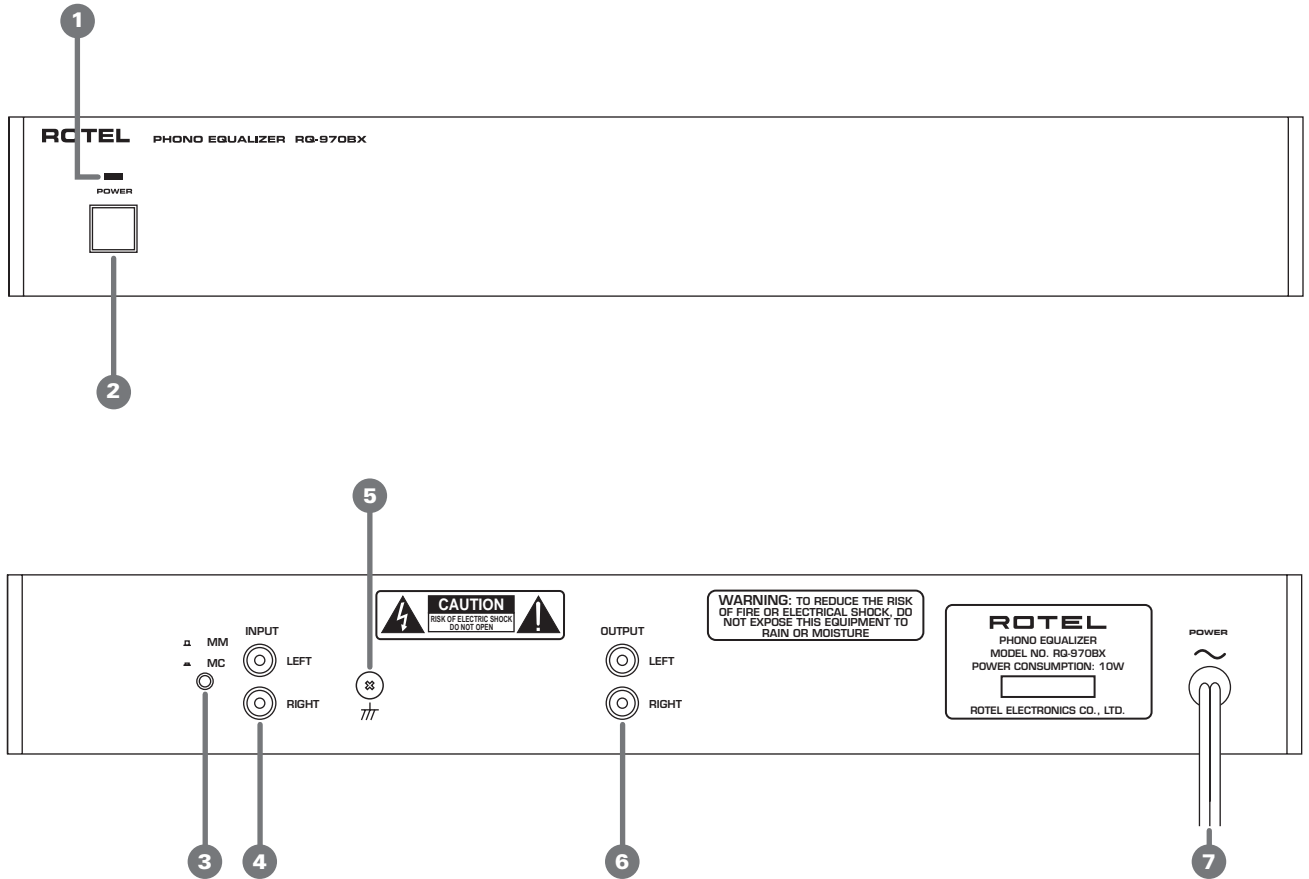 1
ROTEL PHONO EQUALIZER RQ-970BX
POWER
2
5
CAUTION
RISK OF ELECTRIC SHOCK
DO NOT OPEN
WARNING: TO REDUCE THE RISK
OF FIRE OR ELECTRICAL SHOCK, DO
NOT EXPOSE THIS EQUIPMENT TO
RAIN OR MOISTURE
MM
MC
INPUT
LEFT
RIGHT
OUTPUT
LEFT
RIGHT
ROTEL
PHONO EQUALIZER
MODEL NO. RQ-970BX
POWER CONSUMPTION: 10W
ROTEL ELECTRONICS CO., LTD.
POWER
3
4
6
7